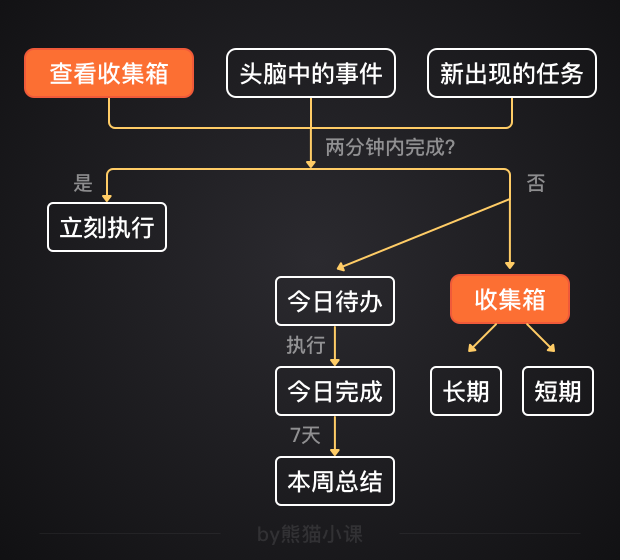 查看收集箱
头脑中的事件
新出现的任务
两分钟内完成?
是
否
立刻执行
今日待办
收集箱
执行
今日完成
长期
短期
7天
本周总结
by熊猫小课